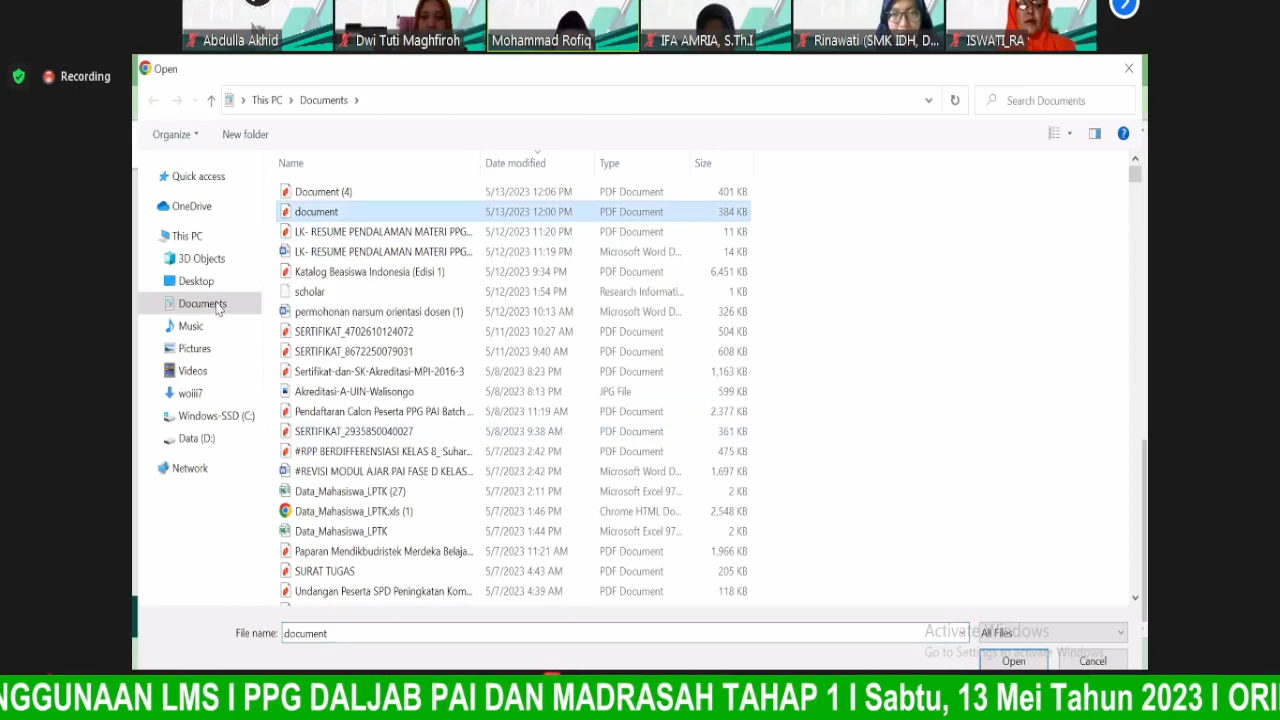 Abdulla Akhid
Dwi Tuti Maghfiroh
Mohammad Rofiq
IFA AMRIA, S.Th.I
Rinawati (SMK IDH, D...
ISWATI_RA
Recording
Open
This PC > Documents >
Search Documents
Organize
New folder
Quick access
OneDrive
This PC
3D Objects
Desktop
Documents
Music
Pictures
Videos
woiii7
Windows-SSD (C:)
Data (D:)
Network
Name Date modified Type Size
Document (4) 5/13/2023 12:06 PM PDF Document 401 KB
document 5/13/2023 12:00 PM PDF Document 384 KB
LK- RESUME PENDALAMAN MATERI PPG... 5/12/2023 11:20 PM PDF Document 11 KB
LK- RESUME PENDALAMAN MATERI PPG... 5/12/2023 11:19 PM Microsoft Word D... 14 KB
Katalog Beasiswa Indonesia (Edisi 1) 5/12/2023 9:34 PM PDF Document 6,451 KB
scholar 5/12/2023 1:54 PM Research Informati... 1 KB
permohonan narsum orientasi dosen (1) 5/12/2023 10:13 AM Microsoft Word D... 326 KB
SERTIFIKAT_4702610124072 5/11/2023 10:27 AM PDF Document 504 KB
SERTIFIKAT_8672250079031 5/11/2023 9:40 AM PDF Document 608 KB
Sertifikat-dan-SK-Akreditasi-MPI-2016-3 5/8/2023 8:23 PM PDF Document 1,163 KB
Akreditasi-A-UIN-Walisongo 5/8/2023 8:13 PM JPG File 599 KB
Pendaftaran Calon Peserta PPG PAI Batch ... 5/8/2023 11:19 AM PDF Document 2,377 KB
SERTIFIKAT_2935850040027 5/8/2023 9:38 AM PDF Document 361 KB
#RPP BERDIFFERENSIASI KELAS 8_ Suhar... 5/7/2023 2:42 PM PDF Document 475 KB
#REVISI MODUL AJAR PAI FASE D KELAS... 5/7/2023 2:42 PM Microsoft Word D... 1,697 KB
Data_Mahasiswa_LPTK (27) 5/7/2023 2:11 PM Microsoft Excel 97... 2 KB
Data_Mahasiswa_LPTK.xls (1) 5/7/2023 1:46 PM Chrome HTML Do... 2,548 KB
Data_Mahasiswa_LPTK 5/7/2023 1:44 PM Microsoft Excel 97... 2 KB
Paparan Mendikbudristek Merdeka Belaja... 5/7/2023 11:21 AM PDF Document 1,966 KB
SURAT TUGAS 5/7/2023 4:43 AM PDF Document 205 KB
Undangan Peserta SPD Peningkatan Kom... 5/7/2023 4:39 AM PDF Document 118 KB
File name: document
All Files
Activate Windows
Go to Settings to activate Windows.
Open
Cancel
NGGUNAAN LMS I PPG DALJAB PAI DAN MADRASAH TAHAP 1 I Sabtu, 13 Mei Tahun 2023 I ORI